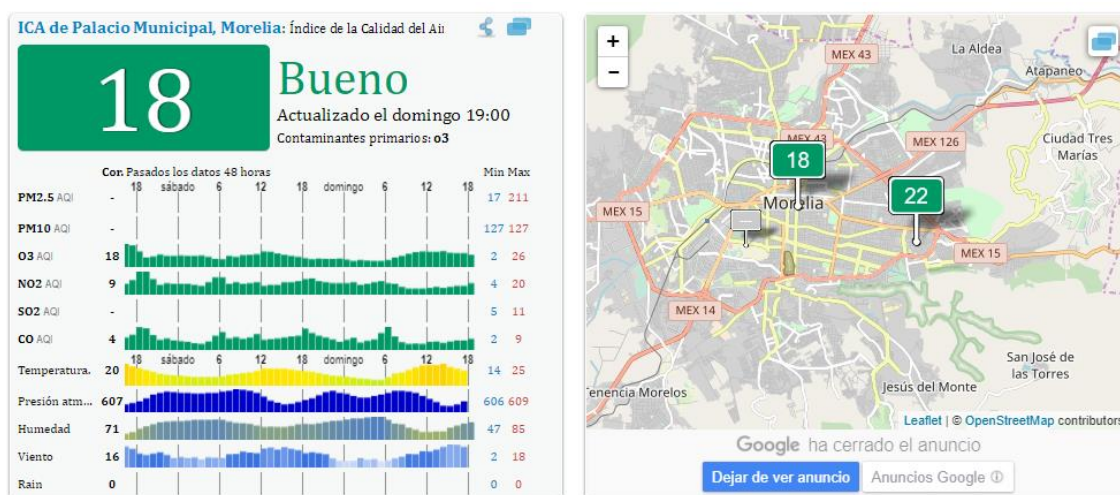 ICA de Palacio Municipal, Morelia: Índice de la Calidad del Air
18
Bueno
Actualizado el domingo 19:00
Contaminantes primarios: o3
Cor. Pasados los datos 48 horas Min Max
18 sábado 6 12 18 domingo 6 12 18
PM2.5 AQI - 17 211
PM10 AQI - 127 127
O3 AQI 18 2 26
NO2 AQI 9 4 20
SO2 AQI - 5 11
CO AQI 4 2 9
18 sábado 6 12 18 domingo 6 12 18
Temperatura. 20 14 25
Presión atm... 607 606 609
Humedad 71 47 85
Viento 16 2 18
Rain 0 0 0
+
−
MEX 43
La Aldea
Atapaneo
MEX 43
MEX 126
Ciudad Tres
Marías
18
22
Morelia
MEX 15
MEX 15
MEX 14
San José de
las Torres
Jesús del Monte
enencia Morelos
Leaflet | © OpenStreetMap contributors
Google ha cerrado el anuncio
Dejar de ver anuncio
Anuncios Google